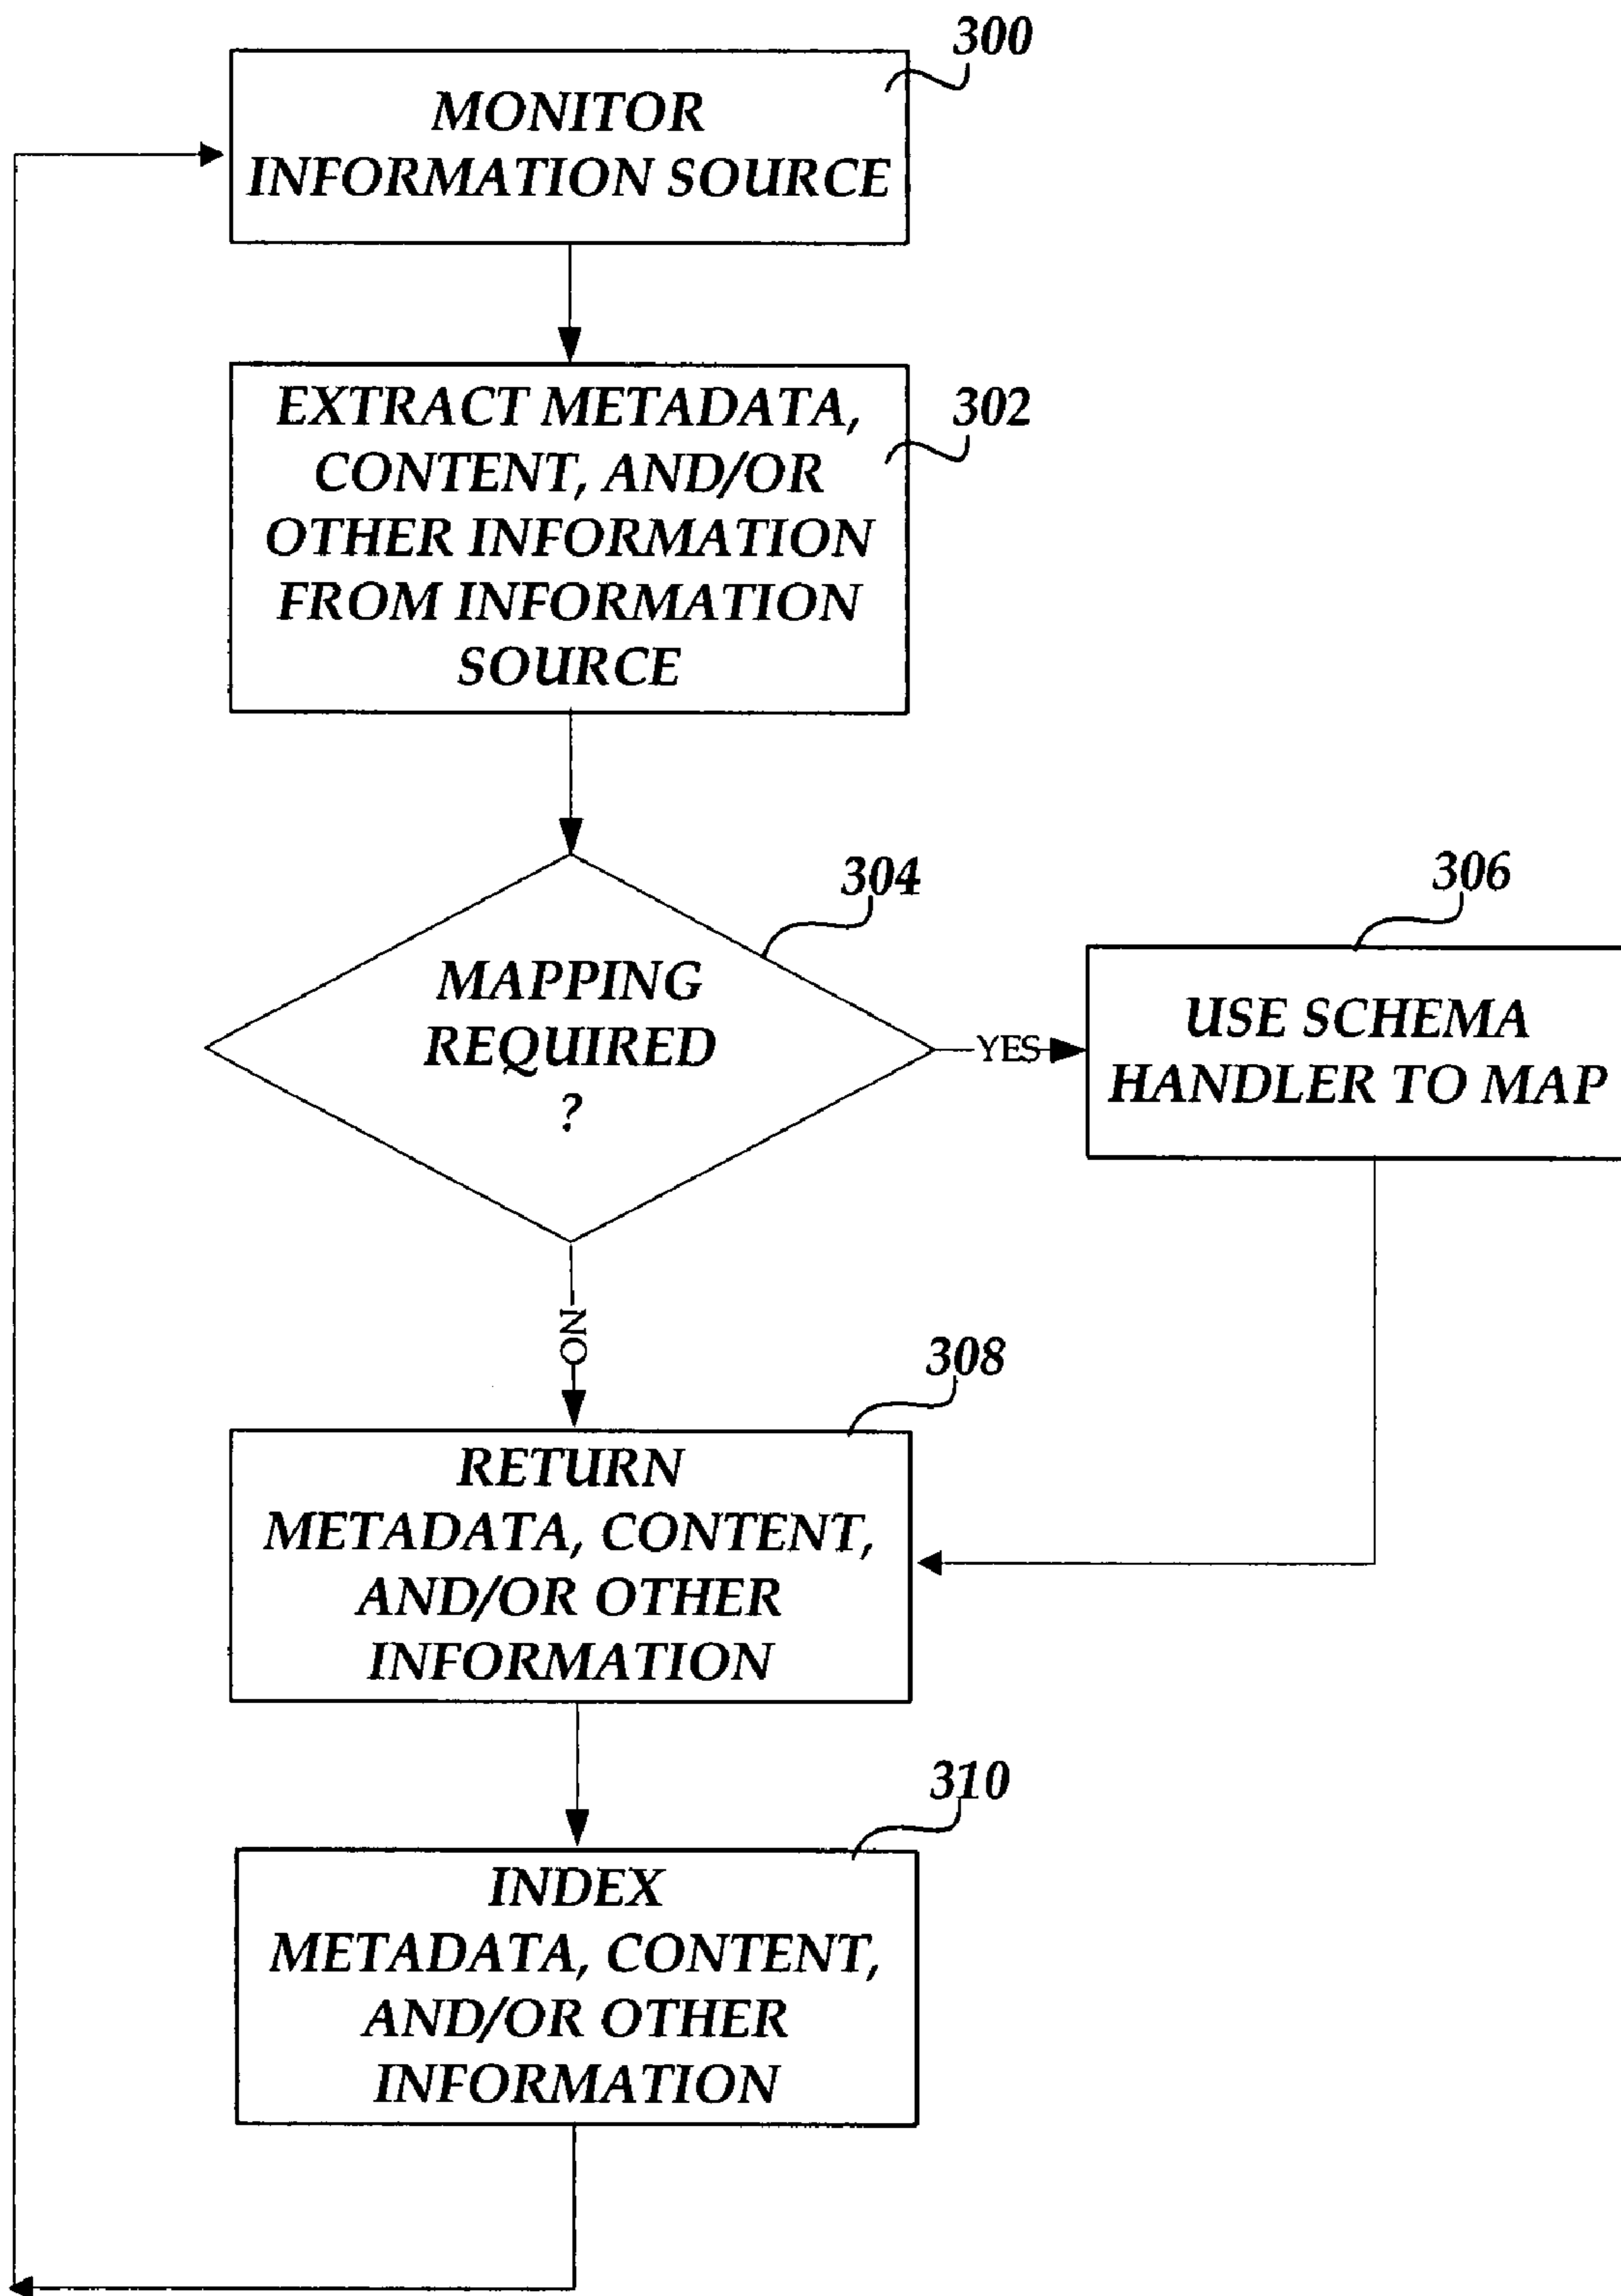 300
MONITOR
INFORMATION SOURCE
302
EXTRACT METADATA,
CONTENT, AND/OR
OTHER INFORMATION
FROM INFORMATION
SOURCE
304
MAPPING
REQUIRED
?
YES
306
USE SCHEMA
HANDLER TO MAP
NO
308
RETURN
METADATA, CONTENT,
AND/OR OTHER
INFORMATION
310
INDEX
METADATA, CONTENT,
AND/OR OTHER
INFORMATION